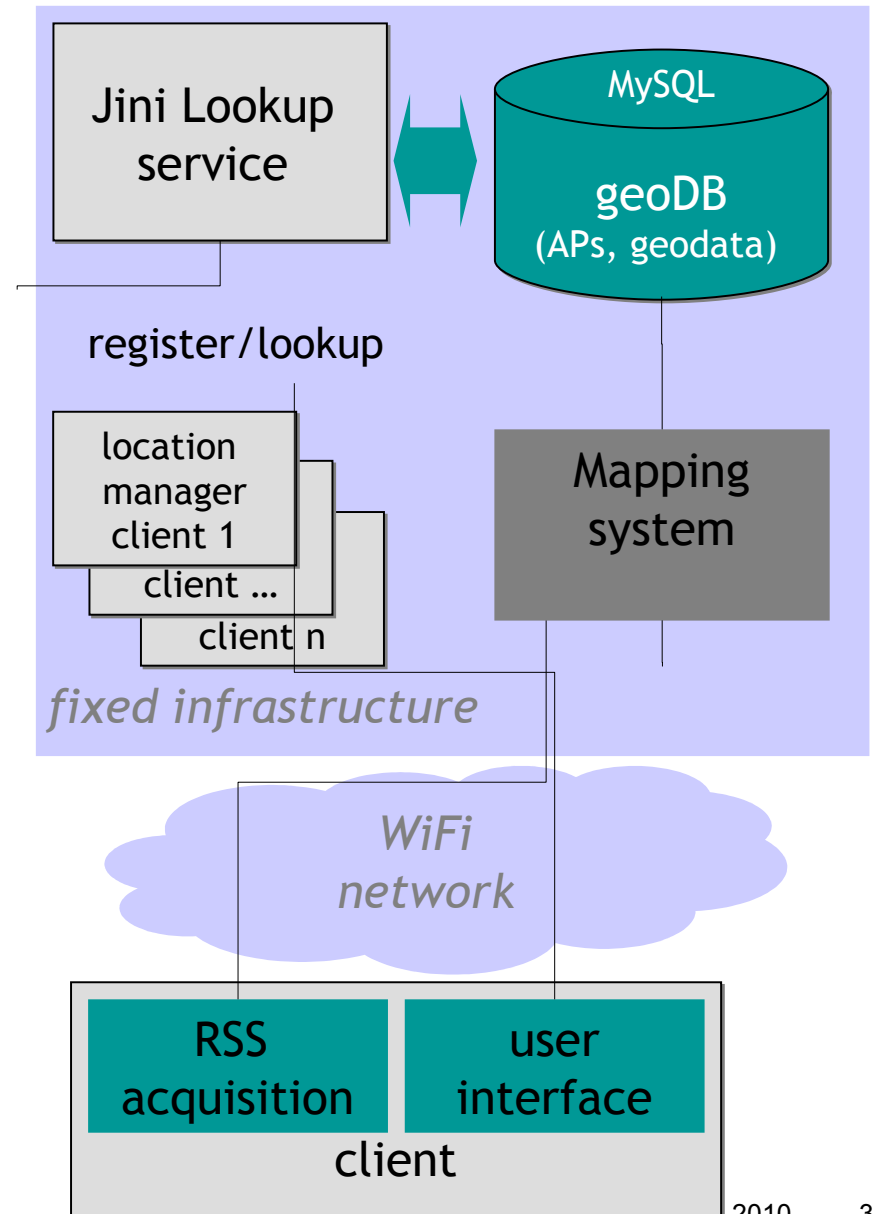 Jini Lookup
service
MySQL
geoDB
(APs, geodata)
register/lookup
location
manager
client 1
client ...
client n
Mapping
system
fixed infrastructure
WiFi
network
RSS
acquisition
user
interface
client
2010 3